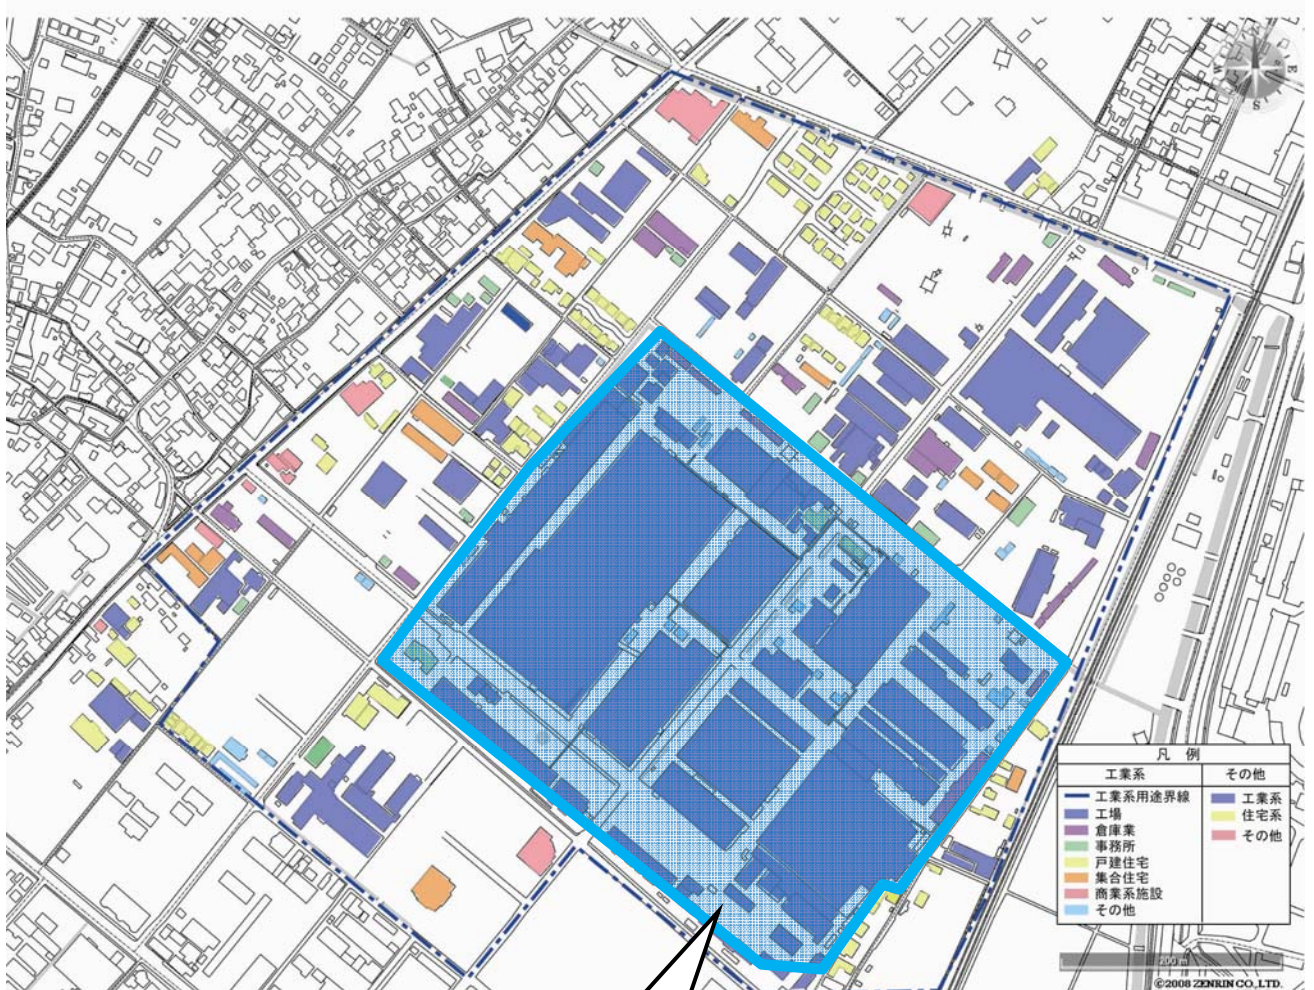 N
W
E
S
凡 例
工業系
その他
工業系用途界線
工場
倉庫業
事務所
戸建住宅
集合住宅
商業系施設
その他
工業系
住宅系
その他
200 m
©2008 ZENRIN CO., LTD.